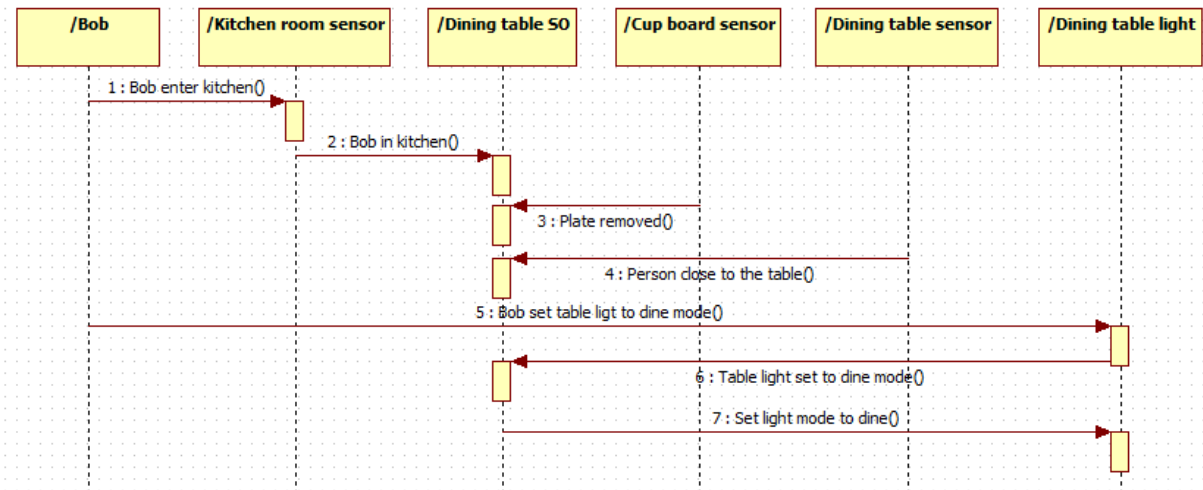 /Bob
/Kitchen room sensor
/Dining table SO
/Cup board sensor
/Dining table sensor
/Dining table light
1 : Bob enter kitchen()
2 : Bob in kitchen()
3 : Plate removed()
4 : Person close to the table()
5 : Bob set table ligt to dine mode()
6 : Table light set to dine mode()
7 : Set light mode to dine()